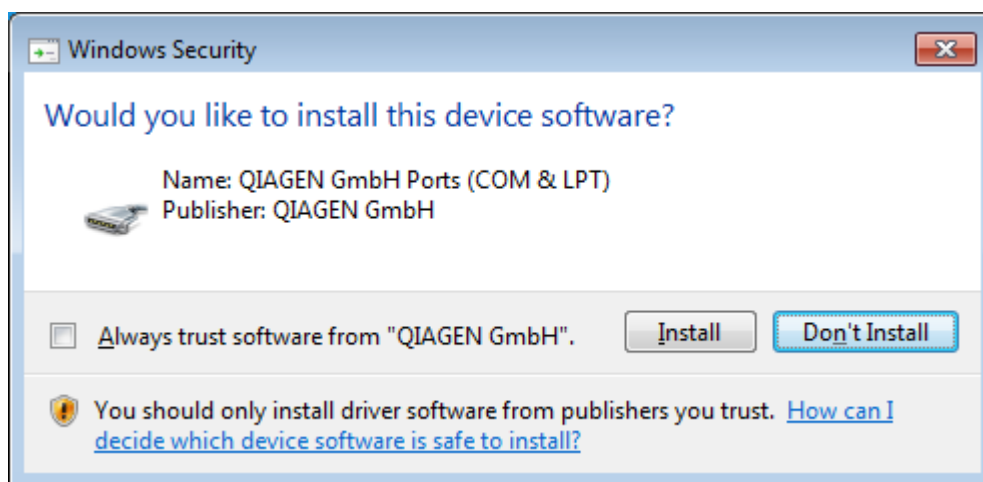 Windows Security
Would you like to install this device software?
Name: QIAGEN GmbH Ports (COM & LPT)
Publisher: QIAGEN GmbH
Always trust software from "QIAGEN GmbH".
Install
Don't Install
You should only install driver software from publishers you trust. How can I
decide which device software is safe to install?